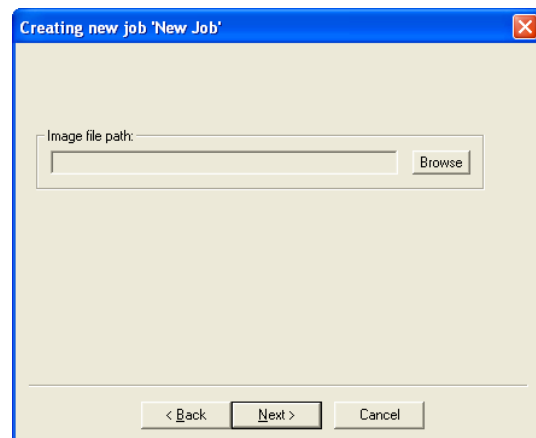 Creating new job 'New Job'
Image file path:
Browse
< Back Next > Cancel